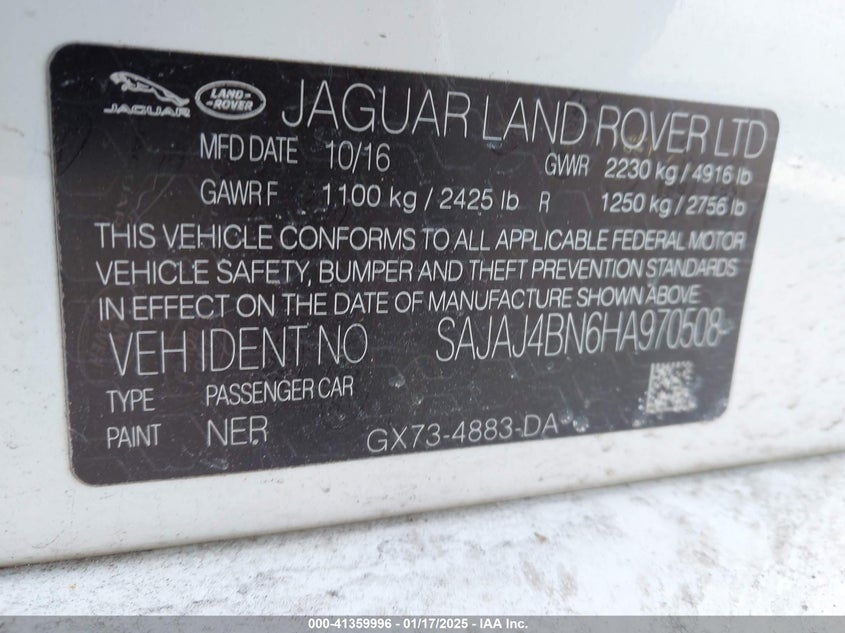 JAGUAR
LAND ROVER
JAGUAR LAND ROVER LTD
MFD DATE 10/16 GVWR 2230 kg / 4916 lb
GAWR F 1100 kg / 2425 lb R 1250 kg / 2756 lb
THIS VEHICLE CONFORMS TO ALL APPLICABLE FEDERAL MOTOR
VEHICLE SAFETY, BUMPER AND THEFT PREVENTION STANDARDS
IN EFFECT ON THE DATE OF MANUFACTURE SHOWN ABOVE.
VEH IDENT NO SAJAJ4BN6HA970508
TYPE PASSENGER CAR
PAINT NER GX73-4883-DA
000-41359996 - 01/17/2025 - IAA Inc.